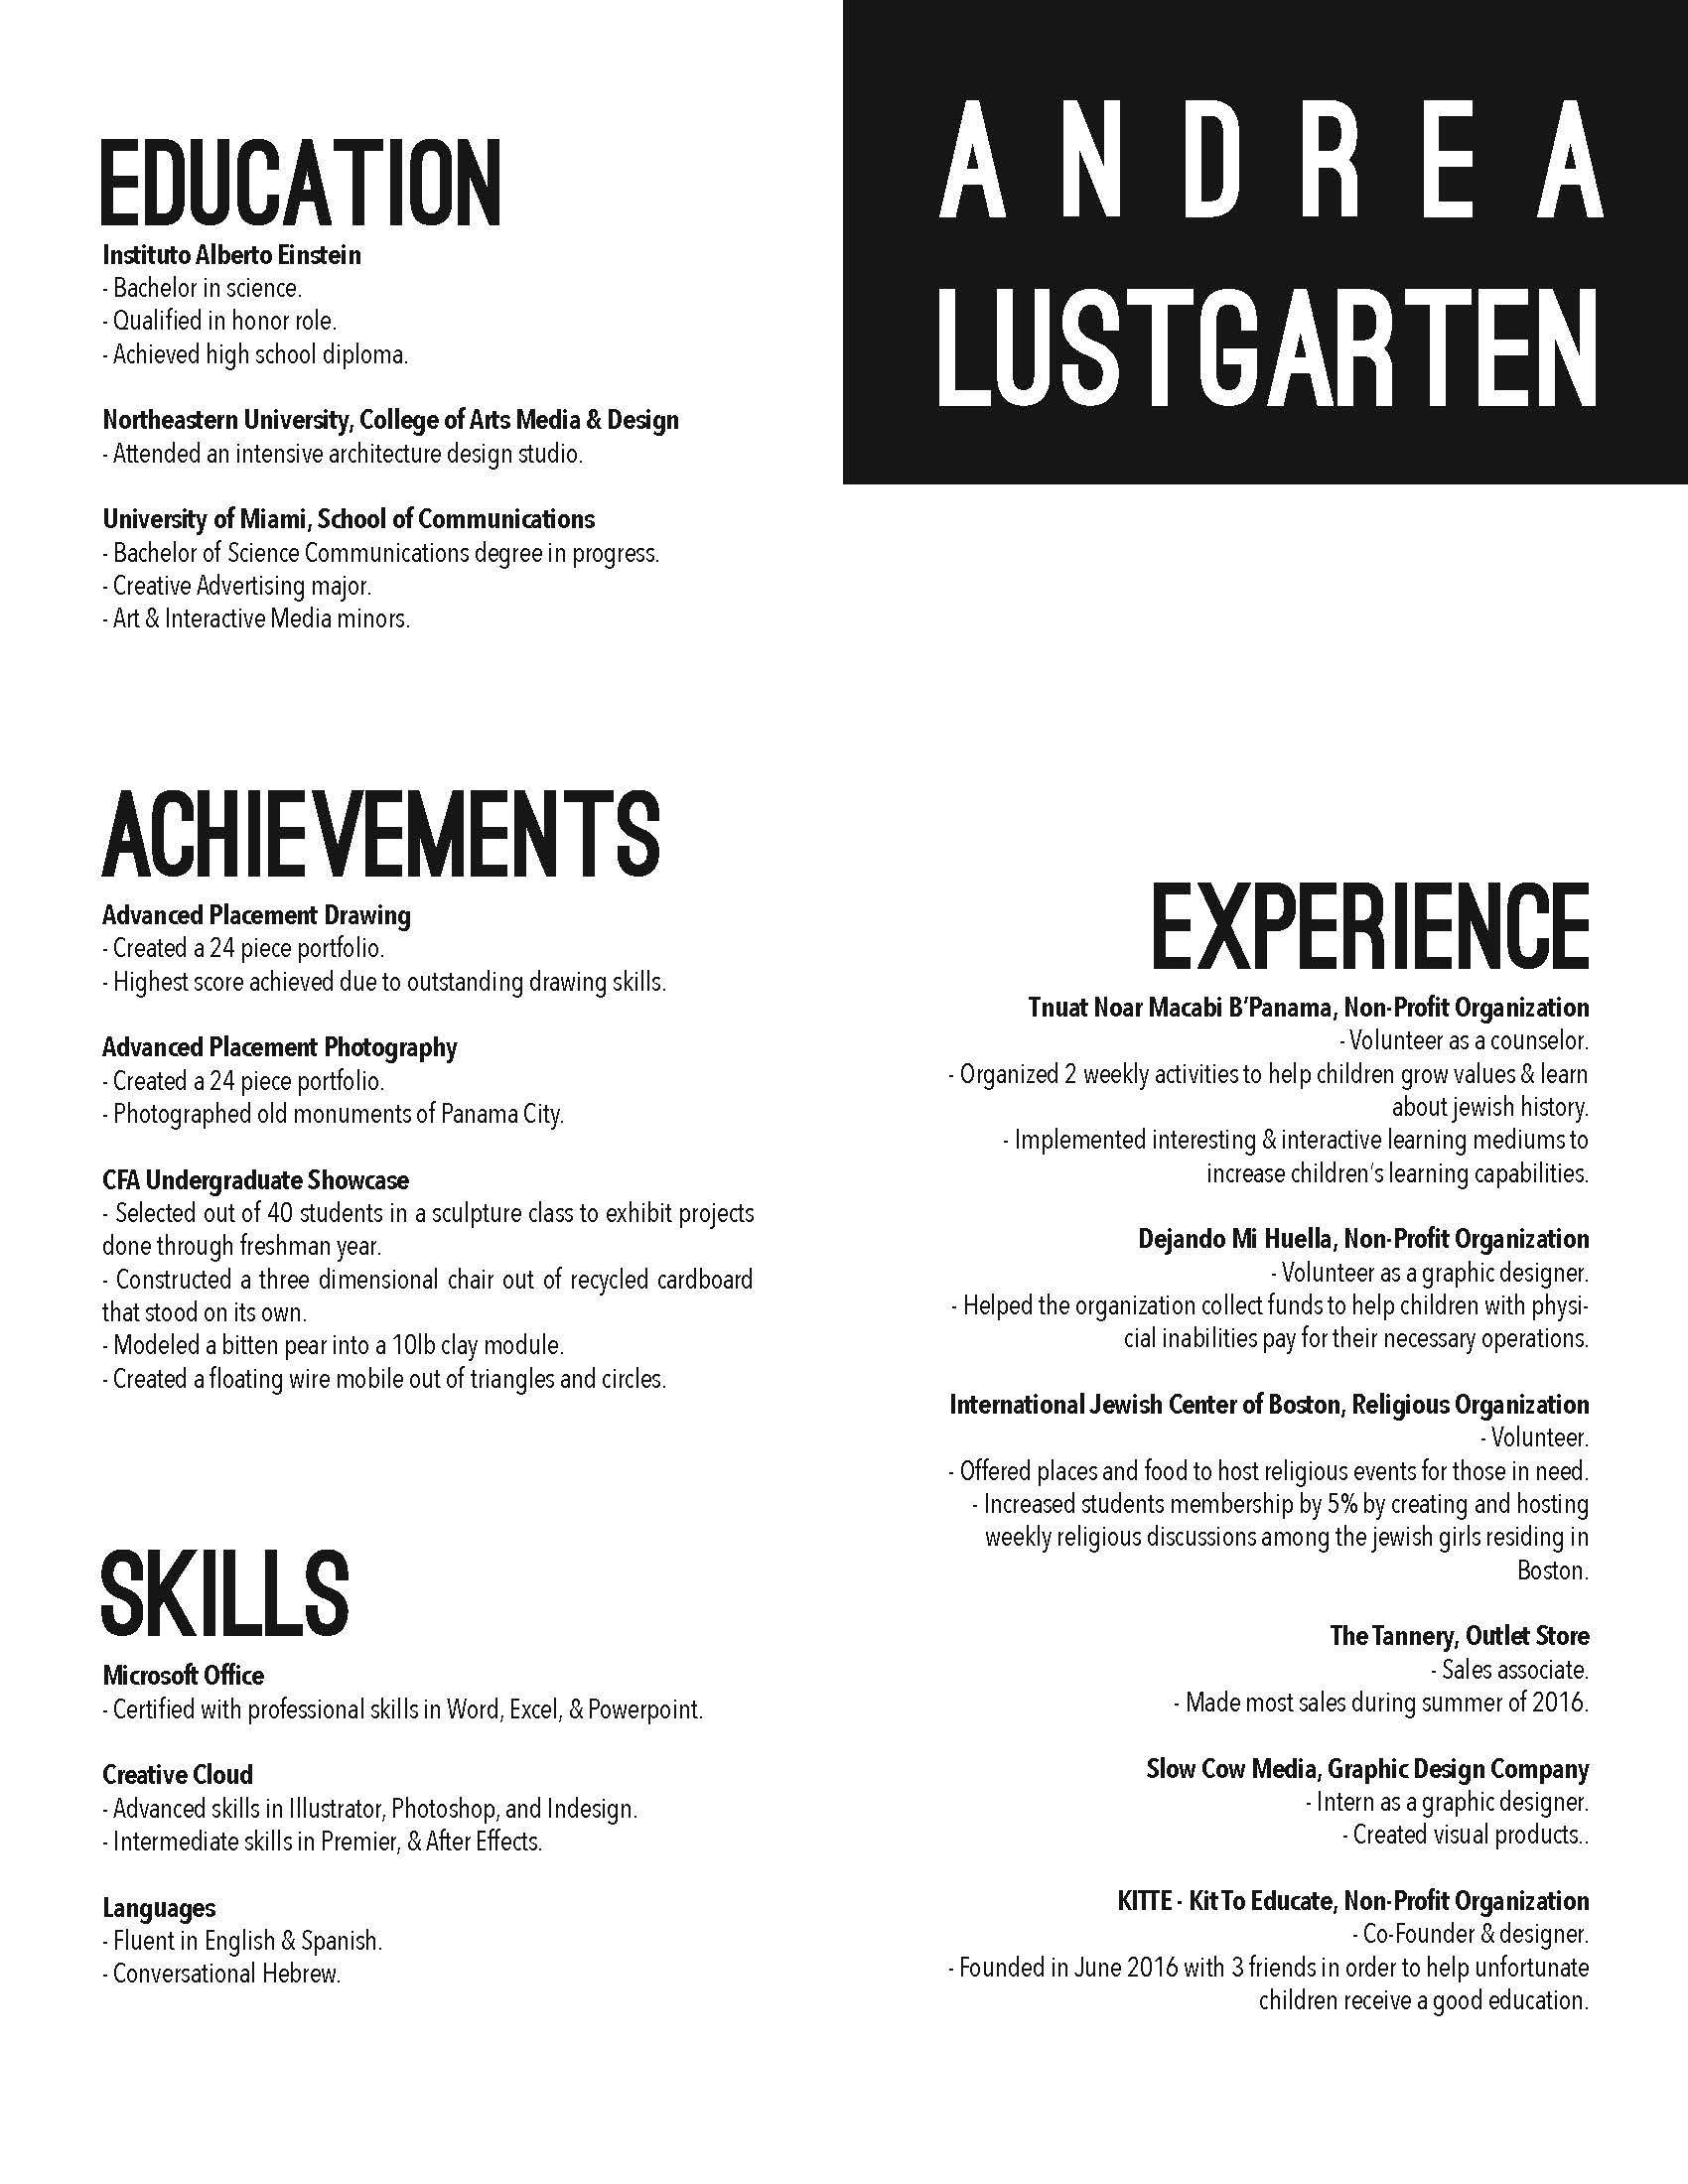 ANDREA
LUSTGARTEN
EDUCATION
Instituto Alberto Einstein
- Bachelor in science.
- Qualified in honor role.
- Achieved high school diploma.
Northeastern University, College of Arts Media & Design
- Attended an intensive architecture design studio.
University of Miami, School of Communications
- Bachelor of Science Communications degree in progress.
- Creative Advertising major.
- Art & Interactive Media minors.
ACHIEVEMENTS
Advanced Placement Drawing
- Created a 24 piece portfolio.
- Highest score achieved due to outstanding drawing skills.
Advanced Placement Photography
- Created a 24 piece portfolio.
- Photographed old monuments of Panama City.
CFA Undergraduate Showcase
- Selected out of 40 students in a sculpture class to exhibit projects
done through freshman year.
- Constructed a three dimensional chair out of recycled cardboard
that stood on its own.
- Modeled a bitten pear into a 10lb clay module.
- Created a floating wire mobile out of triangles and circles.
SKILLS
Microsoft Office
- Certified with professional skills in Word, Excel, & Powerpoint.
Creative Cloud
- Advanced skills in Illustrator, Photoshop, and Indesign.
- Intermediate skills in Premier, & After Effects.
Languages
- Fluent in English & Spanish.
- Conversational Hebrew.
EXPERIENCE
Tnuat Noar Macabi B'Panama, Non-Profit Organization
- Volunteer as a counselor.
- Organized 2 weekly activities to help children grow values & learn
about jewish history.
- Implemented interesting & interactive learning mediums to
increase children's learning capabilities.
Dejando Mi Huella, Non-Profit Organization
- Volunteer as a graphic designer.
- Helped the organization collect funds to help children with physi-
cial inabilities pay for their necessary operations.
International Jewish Center of Boston, Religious Organization
- Volunteer.
- Offered places and food to host religious events for those in need.
- Increased students membership by 5% by creating and hosting
weekly religious discussions among the jewish girls residing in
Boston.
The Tannery, Outlet Store
- Sales associate.
- Made most sales during summer of 2016.
Slow Cow Media, Graphic Design Company
- Intern as a graphic designer.
- Created visual products..
KITTE - Kit To Educate, Non-Profit Organization
- Co-Founder & designer.
- Founded in June 2016 with 3 friends in order to help unfortunate
children receive a good education.